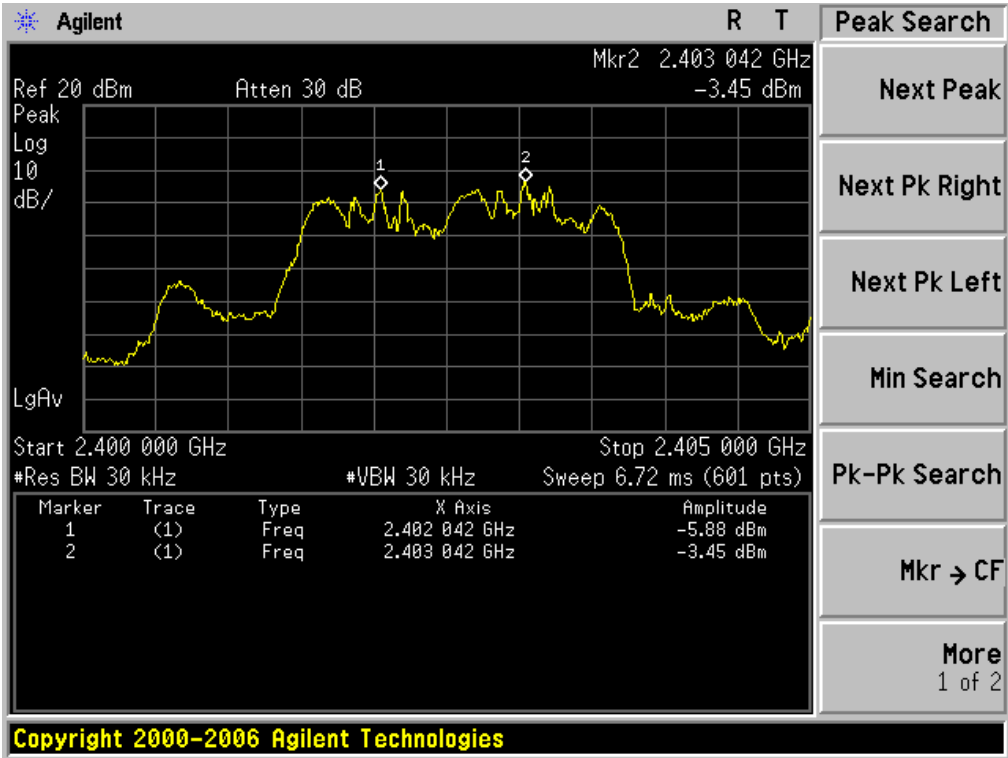 Agilent
R T
Peak Search
Mkr2 2.403 042 GHz
Ref 20 dBm Atten 30 dB -3.45 dBm
Peak
Log
10
dB/
1
2
LgAv
Start 2.400 000 GHz Stop 2.405 000 GHz
#Res BW 30 kHz #VBW 30 kHz Sweep 6.72 ms (601 pts)
Marker Trace Type X Axis Amplitude
1 (1) Freq 2.402 042 GHz -5.88 dBm
2 (1) Freq 2.403 042 GHz -3.45 dBm
Next Peak
Next Pk Right
Next Pk Left
Min Search
Pk-Pk Search
Mkr → CF
More
1 of 2
Copyright 2000-2006 Agilent Technologies